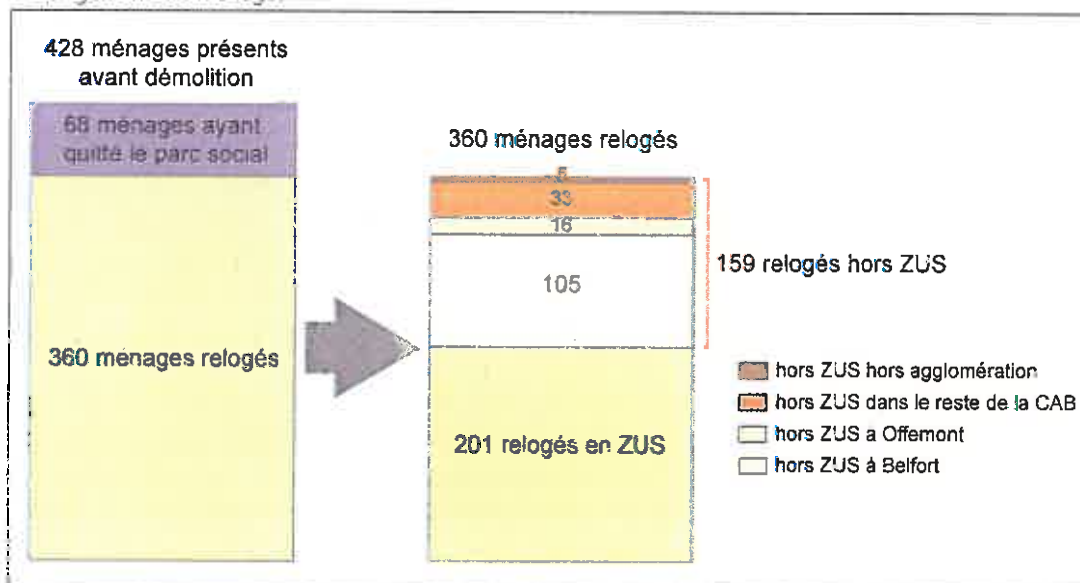 428 ménages présents
avant démolition
68 ménages ayant
quitté le parc social
360 ménages relogés
360 ménages relogés
5
33
16
105
201 relogés en ZUS
159 relogés hors ZUS
hors ZUS hors agglomération
hors ZUS dans le reste de la CAB
hors ZUS a Offemont
hors ZUS à Belfort